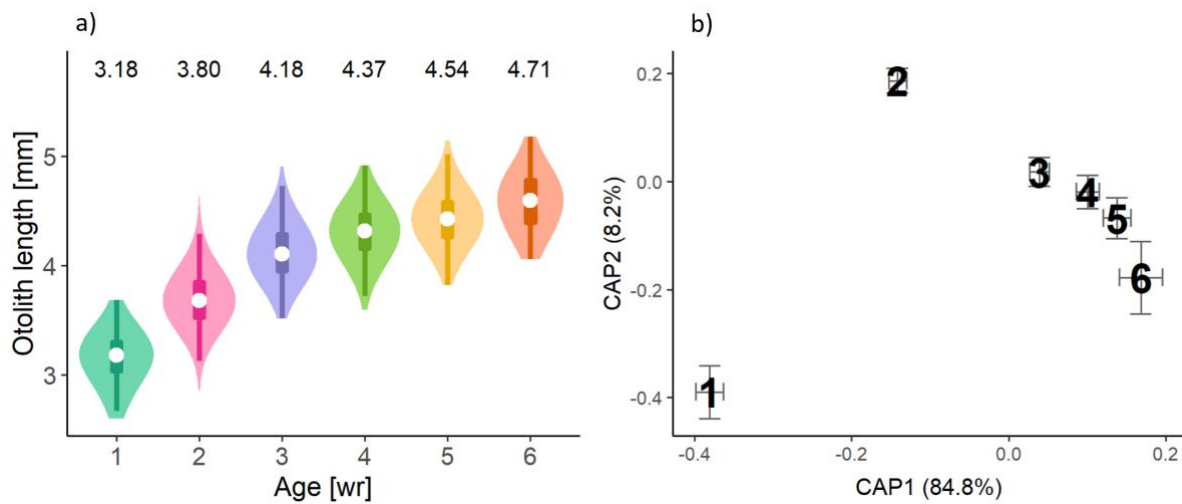 a)
3.18 3.80 4.18 4.37 4.54 4.71
Otolith length [mm]
5
4
3
1 2 3 4 5 6
Age [wr]
b)
CAP2 (8.2%)
0.2
0.0
-0.2
-0.4
2
3
4
5
6
1
-0.4 -0.2 0.0 0.2
CAP1 (84.8%)